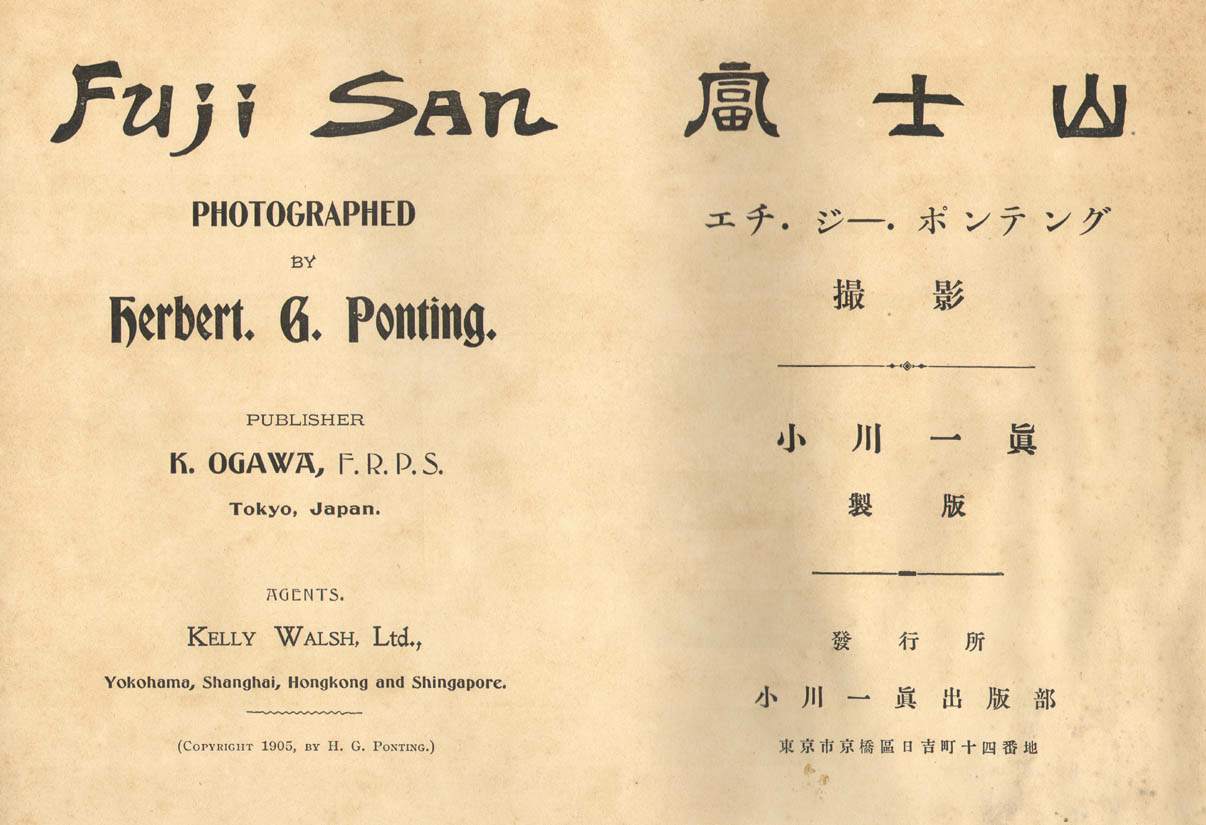 Fuji San
PHOTOGRAPHED
BY
Herbert. G. Ponting.
PUBLISHER
K. OGAWA, F. R. P. S.
Tokyo, Japan.
AGENTS.
KELLY WALSH, Ltd.,
Yokohama, Shanghai, Hongkong and Shingapore.
(COPYRIGHT 1905, BY H. G. PONTING.)
富士山
エチ.ジー.ポンテング
撮影
小川一眞
製版
發行所
小川一眞出版部
東京市京橋區日吉町十四番地